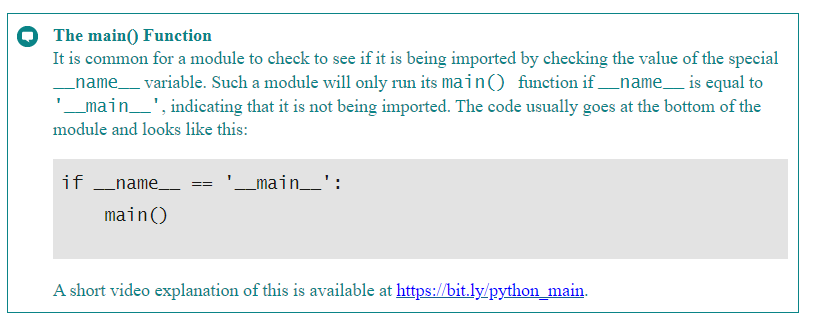 The main() Function
It is common for a module to check to see if it is being imported by checking the value of the special
__name__ variable. Such a module will only run its main() function if __name__ is equal to
'__main__', indicating that it is not being imported. The code usually goes at the bottom of the
module and looks like this:
if __name__ == '__main__':
    main()
A short video explanation of this is available at https://bit.ly/python_main.